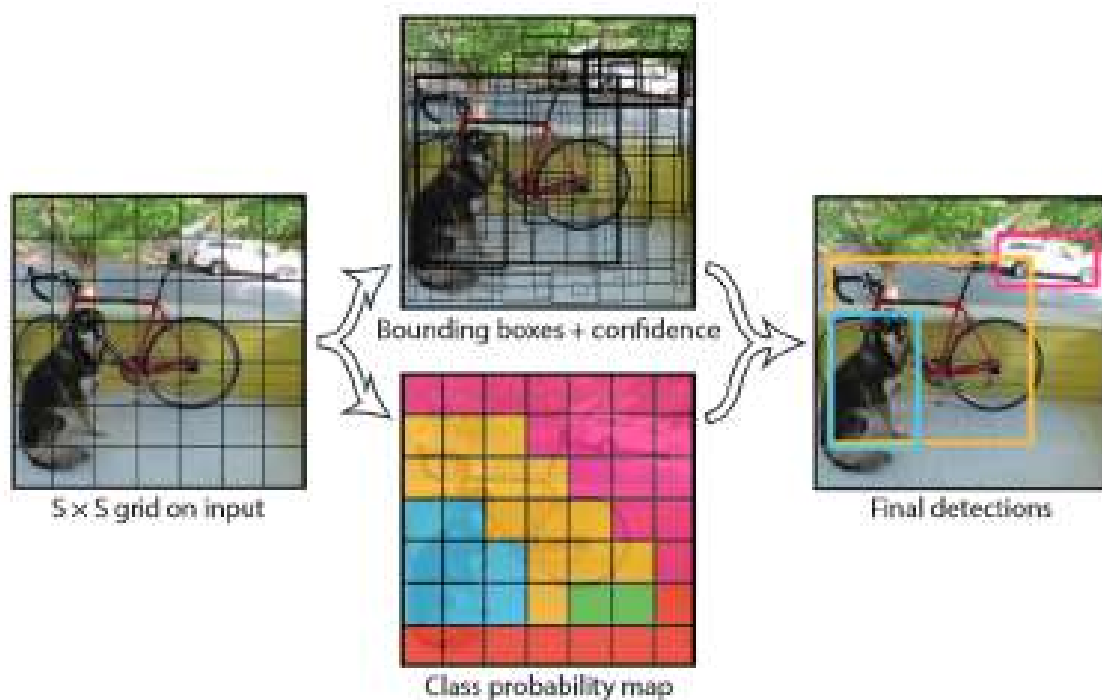 Bounding boxes + confidence
S × S grid on input
Final detections
Class probability map